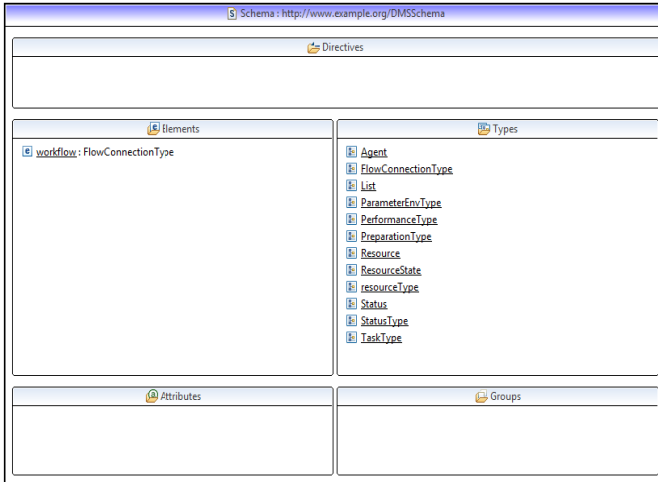 Schema : http://www.example.org/DMSSchema
Directives
Elements
workflow : FlowConnectionType
Types
Agent
FlowConnectionType
List
ParameterEnvType
PerformanceType
PreparationType
Resource
ResourceState
resourceType
Status
StatusType
TaskType
Attributes
Groups